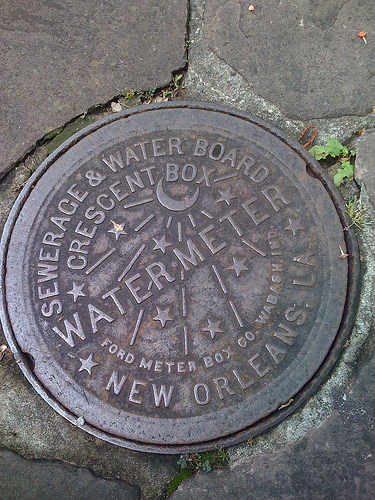 SEWERAGE & WATER BOARD
CRESCENT BOX
WATER METER
FORD METER BOX CO. WABASH IND.
NEW ORLEANS. LA.